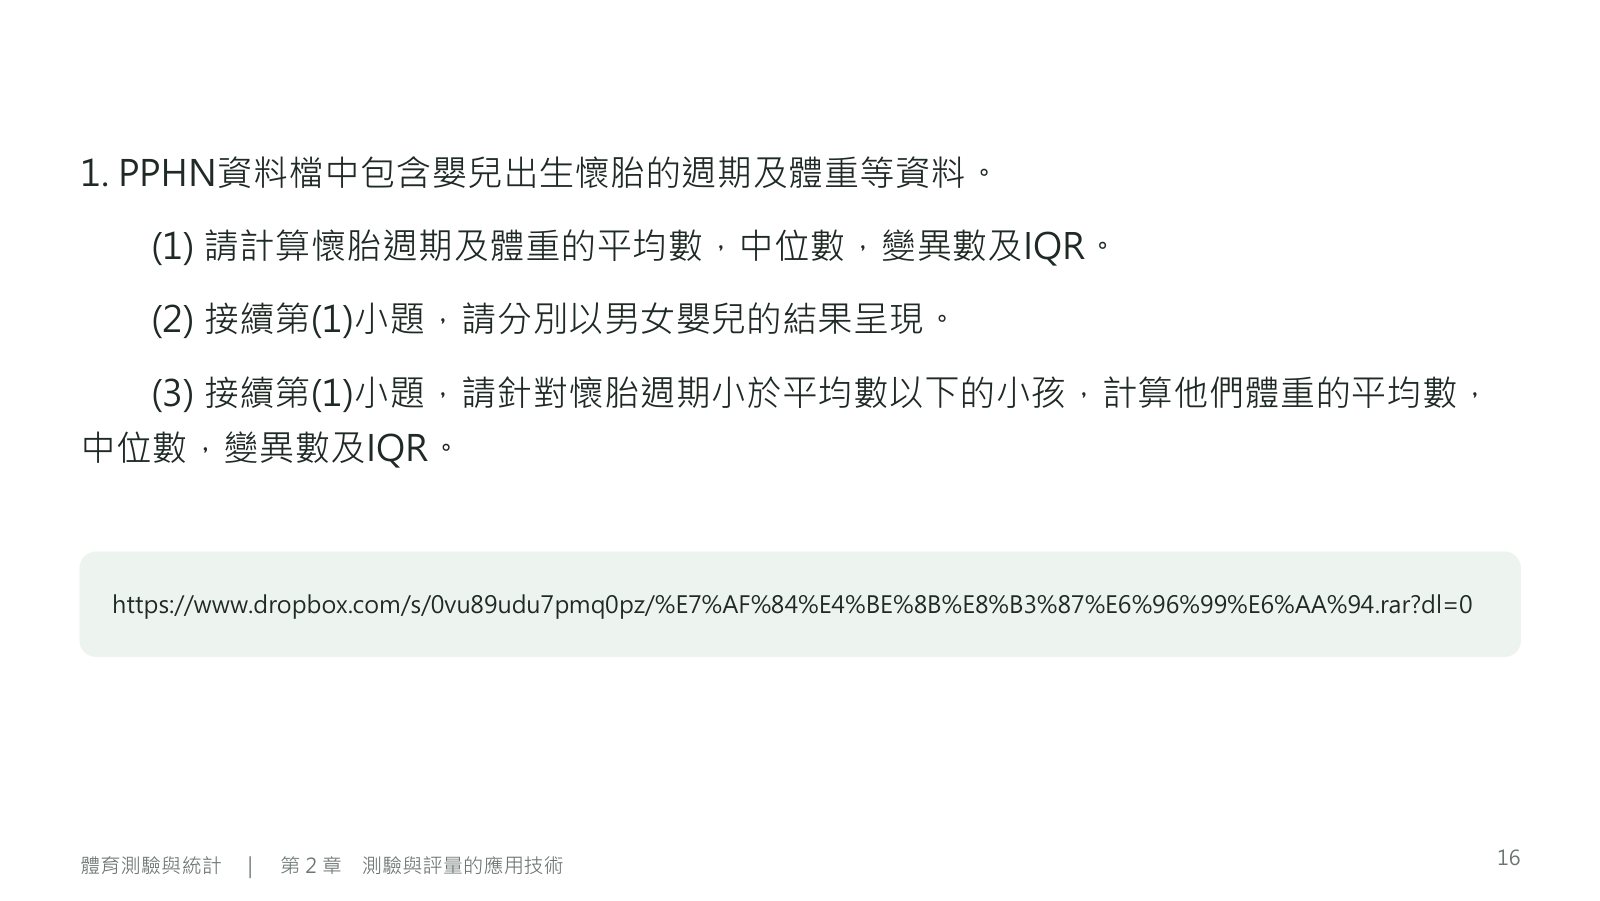 1. PPHN資料檔中包含嬰兒出生懷胎的週期及體重等資料。
(1) 請計算懷胎週期及體重的平均數，中位數，變異數及IQR。
(2) 接續第(1)小題，請分別以男女嬰兒的結果呈現。
(3) 接續第(1)小題，請針對懷胎週期小於平均數以下的小孩，計算他們體重的平均數，
中位數，變異數及IQR。
https://www.dropbox.com/s/0vu89udu7pmq0pz/%E7%AF%84%E4%BE%8B%E8%B3%87%E6%96%99%E6%AA%94.rar?dl=0
體育測驗與統計 | 第 2 章 測驗與評量的應用技術
16